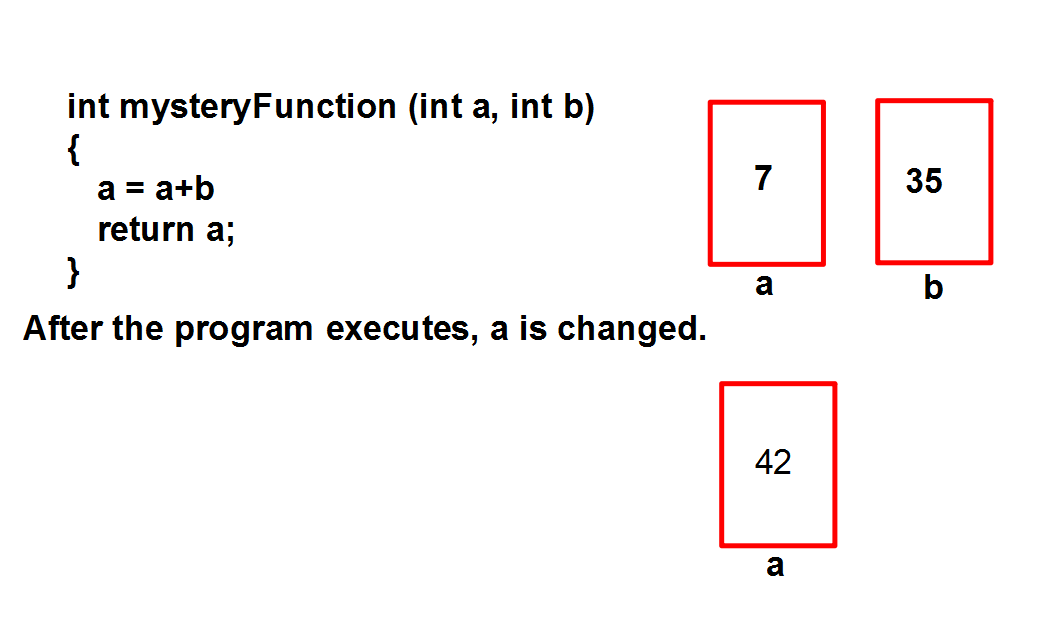 int mysteryFunction (int a, int b)
{
a = a+b
return a;
}
7
35
a
b
After the program executes, a is changed.
42
a